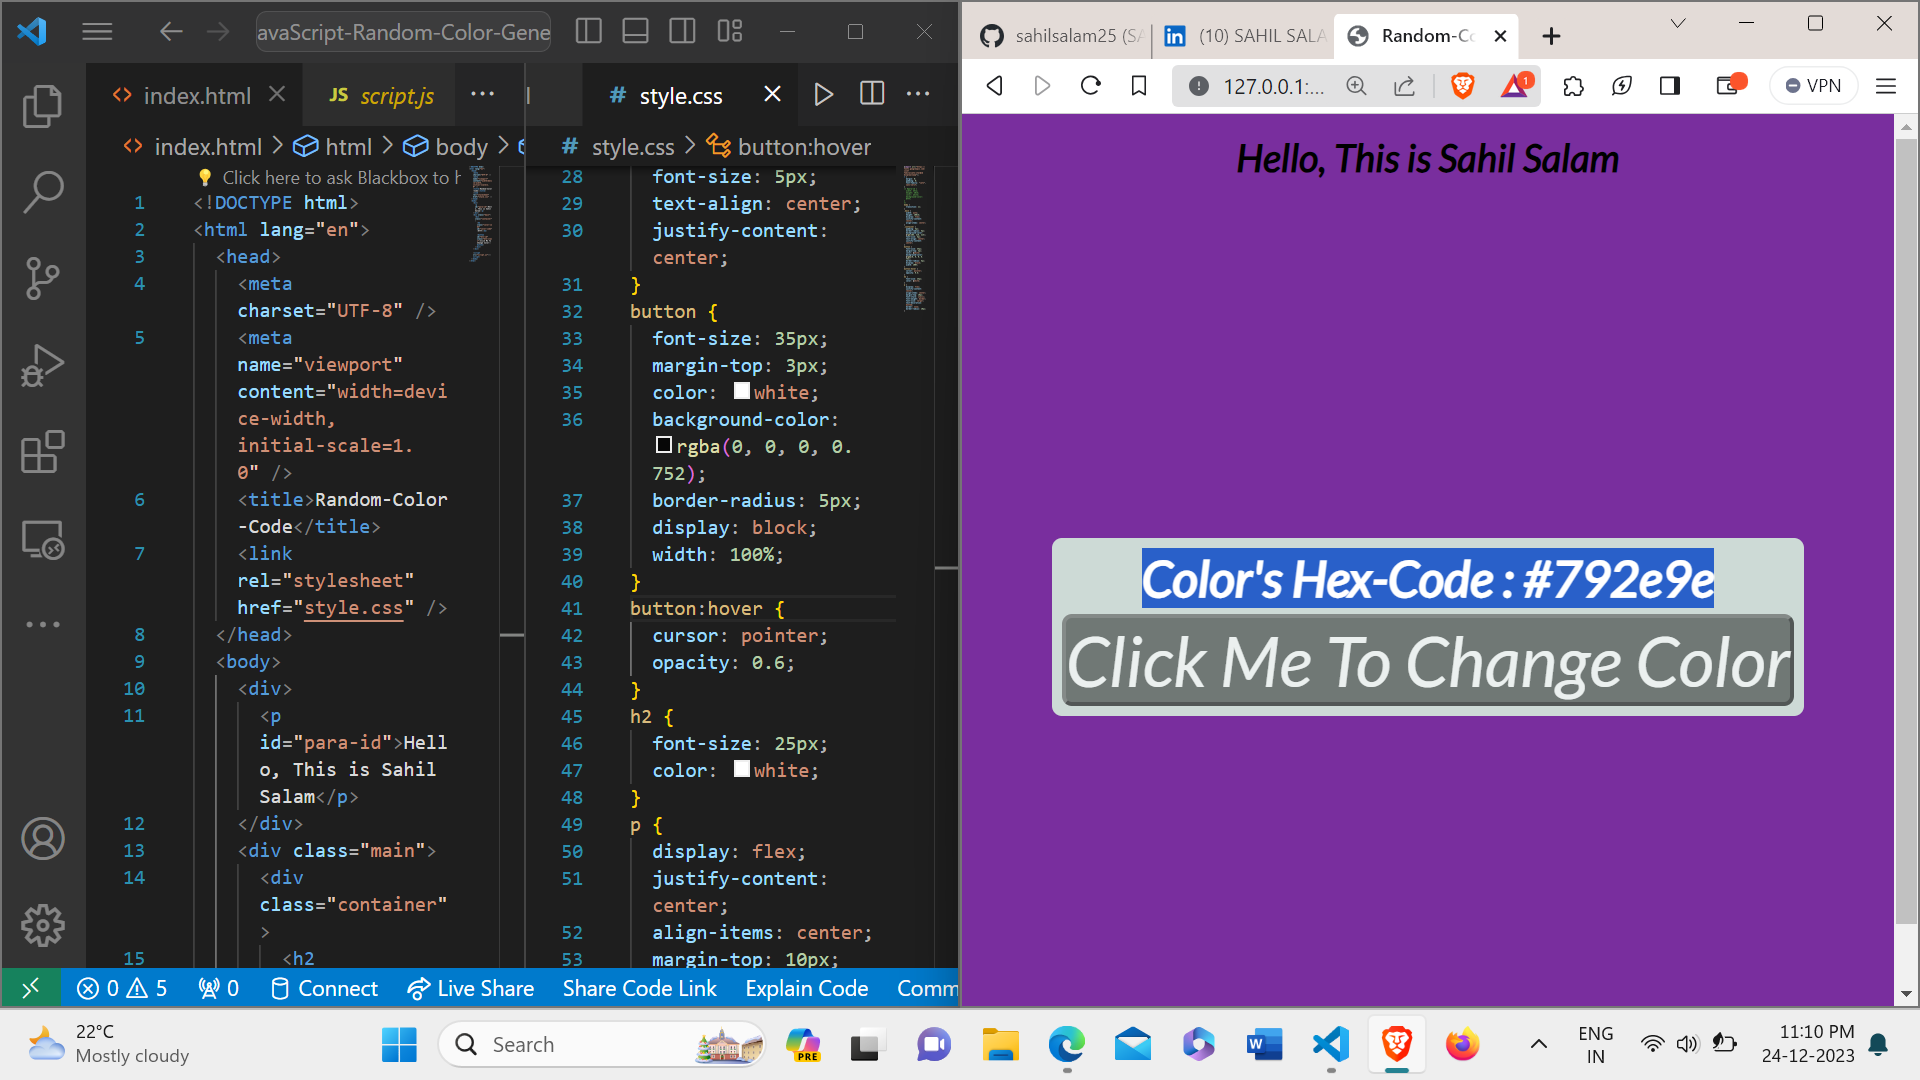 avaScript-Random-Color-Gene
index.html
JS script.js
# style.css
index.html > html > body >
# style.css > button:hover
Click here to ask Blackbox to h
1 <!DOCTYPE html>
2 <html lang="en">
3 <head>
4 <meta
charset="UTF-8" />
5 <meta
name="viewport"
content="width=devi
ce-width,
initial-scale=1.
0" />
6 <title>Random-Color
-Code</title>
7 <link
rel="stylesheet"
href="style.css" />
8 </head>
9 <body>
10 <div>
11 <p
id="para-id">Hell
o, This is Sahil
Salam</p>
12 </div>
13 <div class="main">
14 <div
class="container"
>
15 <h2
28 font-size: 5px;
29 text-align: center;
30 justify-content:
center;
31 }
32 button {
33 font-size: 35px;
34 margin-top: 3px;
35 color: white;
36 background-color:
rgba(0, 0, 0, 0.
752);
37 border-radius: 5px;
38 display: block;
39 width: 100%;
40 }
41 button:hover {
42 cursor: pointer;
43 opacity: 0.6;
44 }
45 h2 {
46 font-size: 25px;
47 color: white;
48 }
49 p {
50 display: flex;
51 justify-content:
center;
52 align-items: center;
53 margin-top: 10px;
0 5 0 Connect Live Share Share Code Link Explain Code Comm
sahilsalam25 (SA
in (10) SAHIL SALA
Random-Co
127.0.0.1:...
1
VPN
Hello, This is Sahil Salam
Color's Hex-Code : #792e9e
Click Me To Change Color
22°C
Mostly cloudy
Search
PRE
W
ENG
IN
11:10 PM
24-12-2023